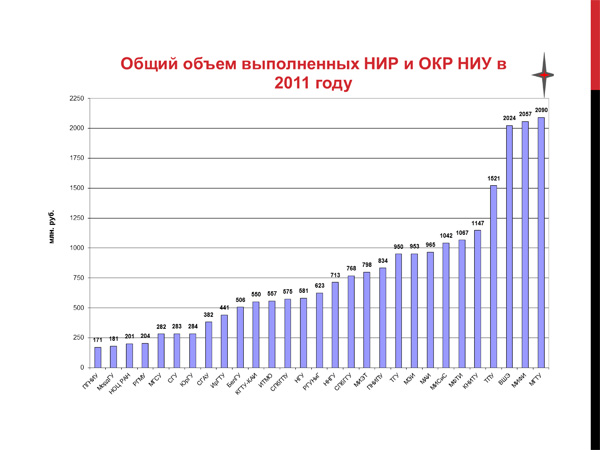 Общий объем выполненных НИР и ОКР НИУ в
2011 году
млн. руб.
2250
2000
1750
1500
1250
1000
750
500
250
0
171 181 201 204 282 283 284 382 441 506 550 557 575 581 623 713 768 798 834 950 953 965 1042 1067 1147 1521 2024 2057 2090
МордГУ НОЦ РАН РГМУ МГСУ СГУ ЮрГУ СГАУ ИрГТУ БелГУ КГТУ-КАИ ИТМО СПбГПУ НГУ РГУНиГ ННГУ СПбГГУ МИЭТ ПНИПУ ТГУ МЭИ МАИ МИСиС МФТИ КНИТУ ТПУ ВШЭ МИФИ МГТУ